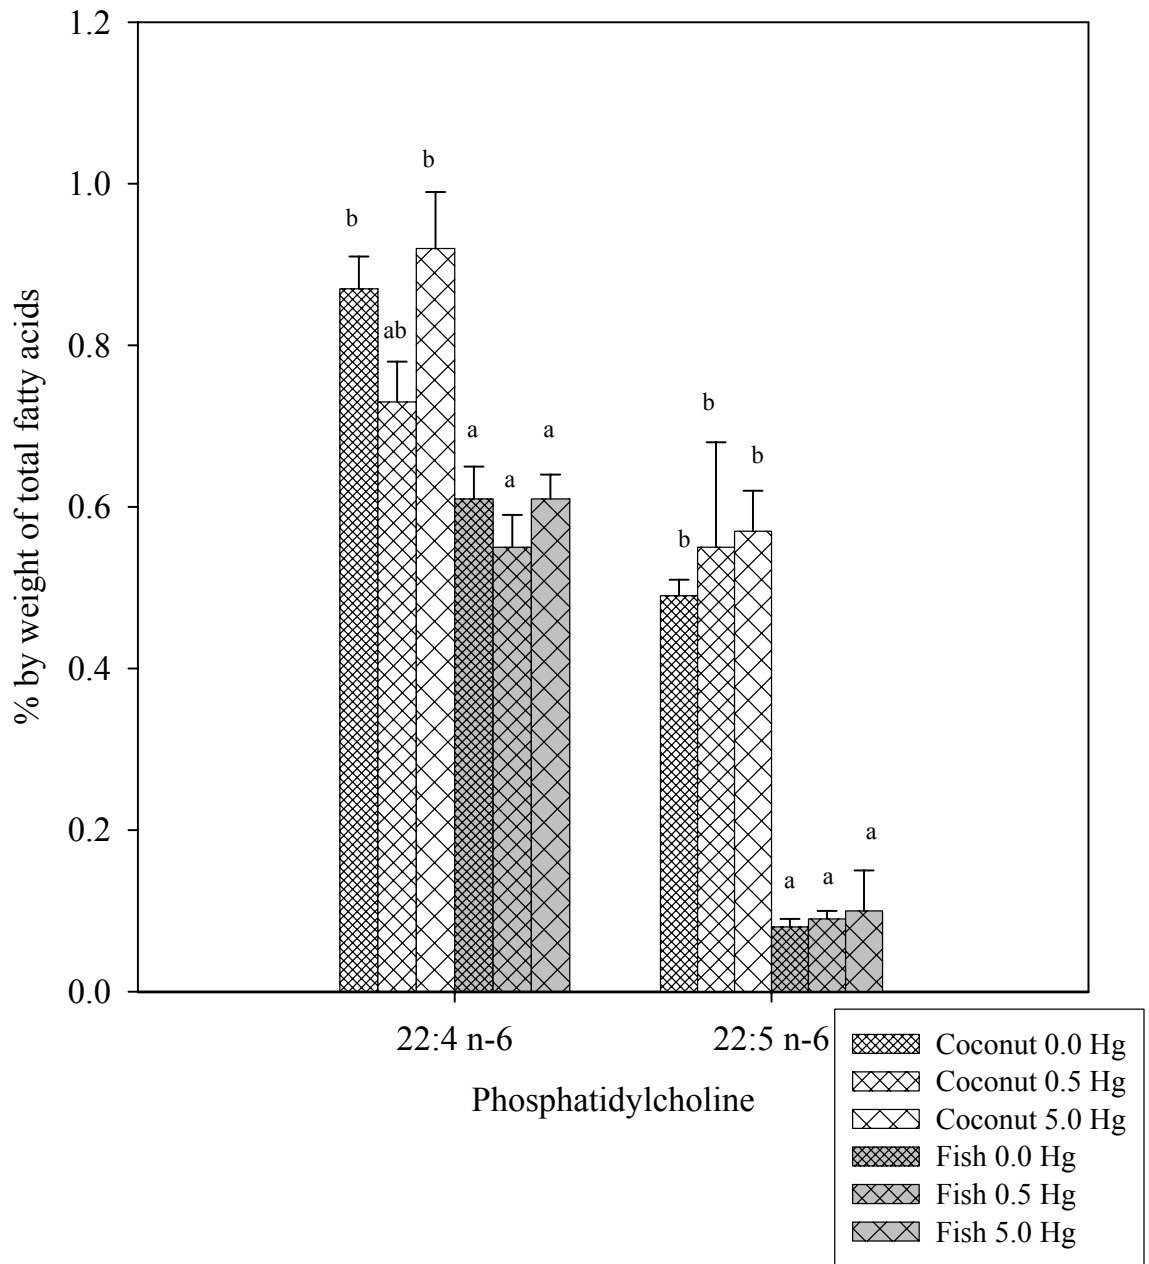 1.2
1.0
0.8
0.6
0.4
0.2
0.0
% by weight of total fatty acids
b
ab
b
a
a
a
b
b
b
a
a
a
22:4 n-6
22:5 n-6
Phosphatidylcholine
Coconut 0.0 Hg
Coconut 0.5 Hg
Coconut 5.0 Hg
Fish 0.0 Hg
Fish 0.5 Hg
Fish 5.0 Hg